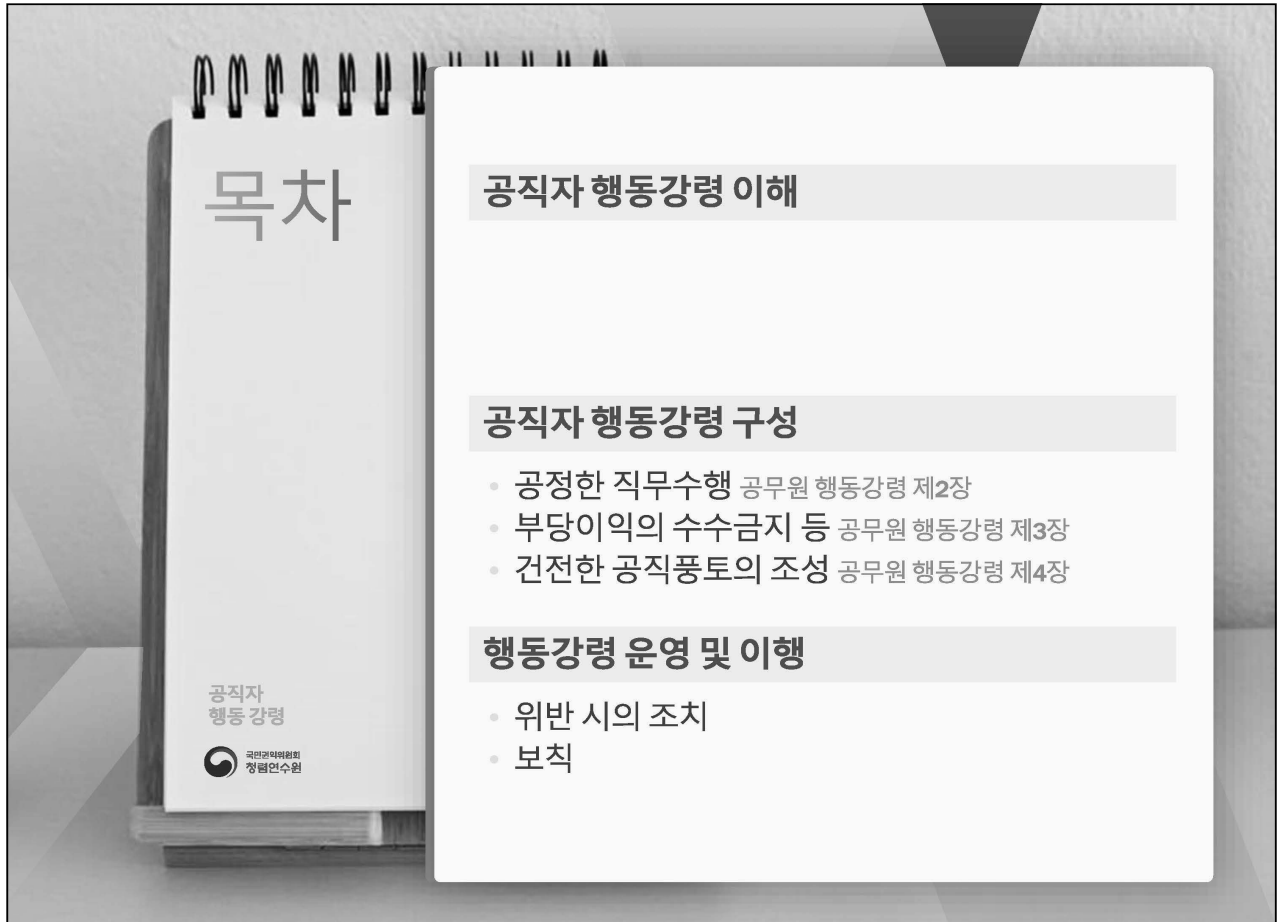 목차
공직자 행동강령 이해
공직자 행동강령 구성
• 공정한 직무수행 공무원 행동강령 제2장
• 부당이익의 수수금지 등 공무원 행동강령 제3장
• 건전한 공직풍토의 조성 공무원 행동강령 제4장
행동강령 운영 및 이행
• 위반 시의 조치
• 보칙
공직자
행동 강령
국민권익위원회
청렴연수원